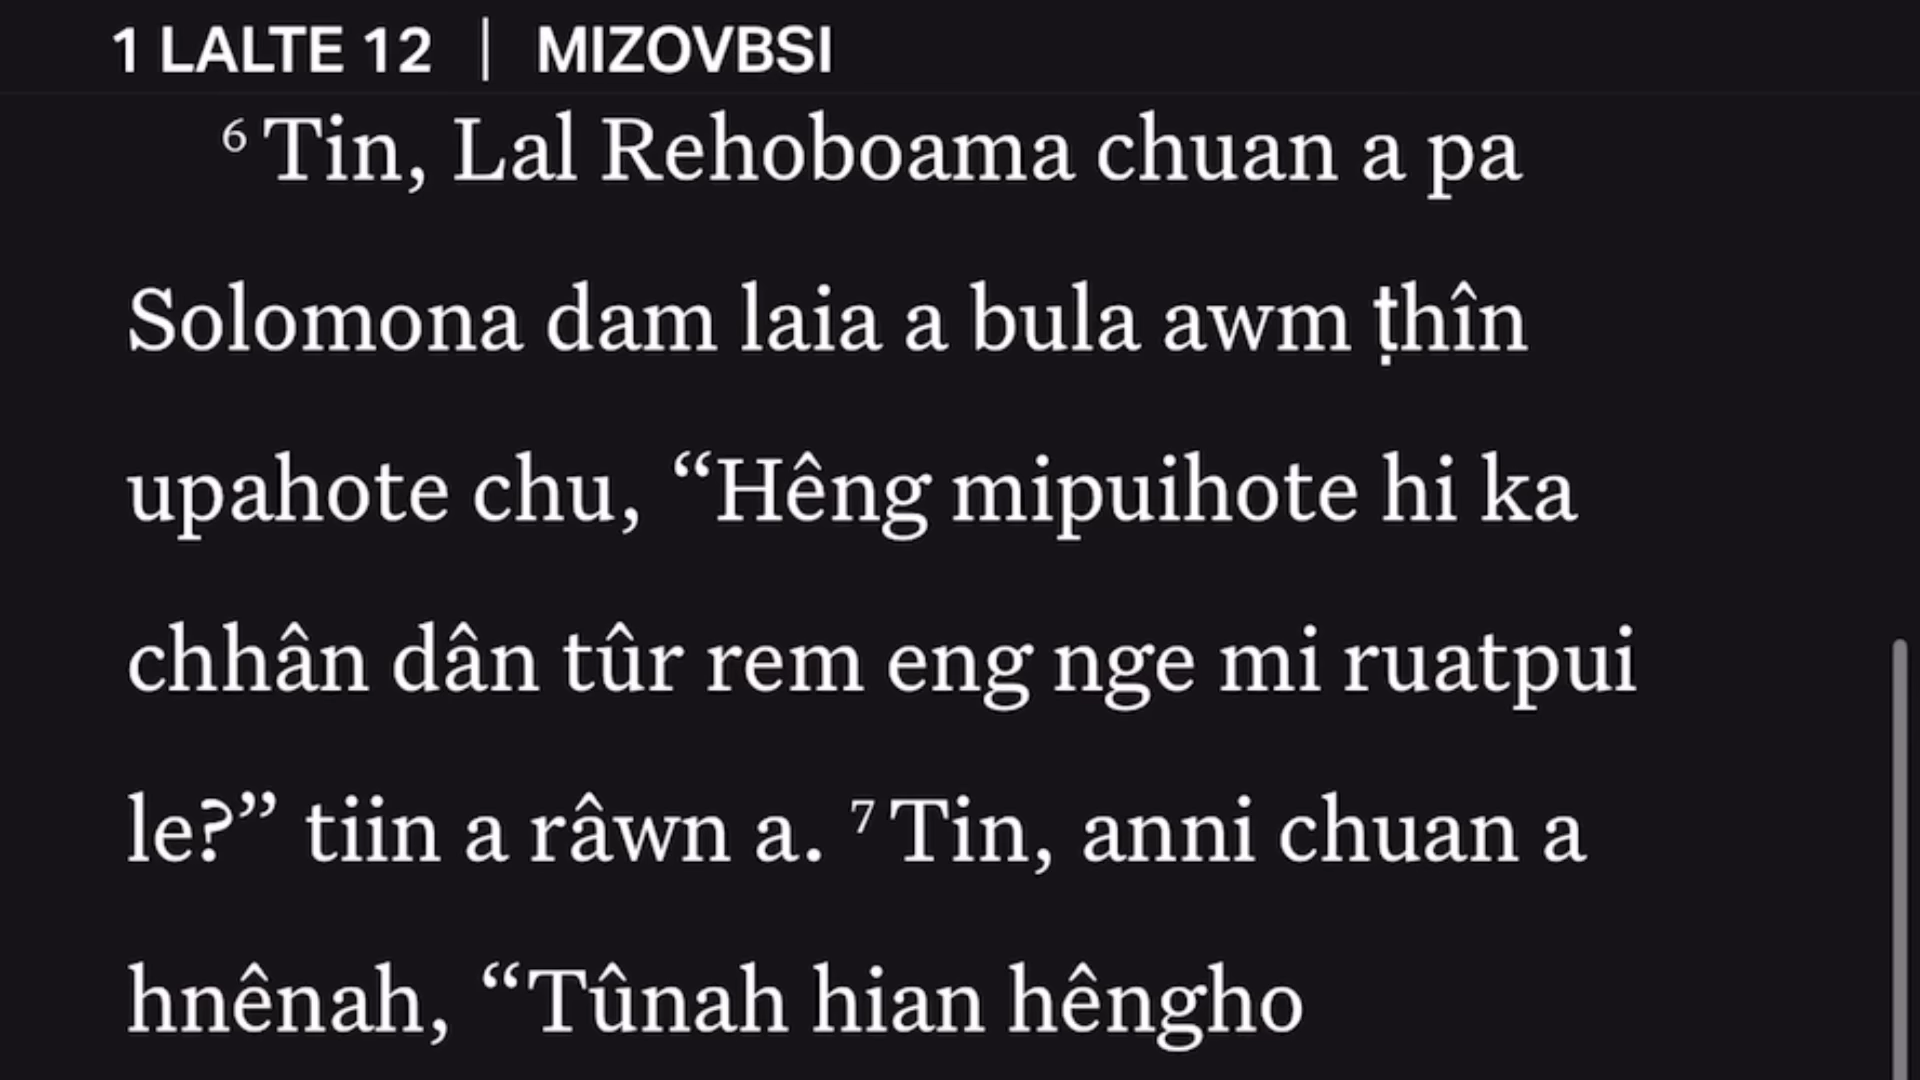 1 LALTE 12 | MIZOVBSI
6 Tin, Lal Rehoboama chuan a pa
Solomona dam laia a bula awm ṭhîn
upahote chu, “Hêng mipuihote hi ka
chhân dân tûr rem eng nge mi ruatpui
le?” tiin a râwn a. 7 Tin, anni chuan a
hnênah, “Tûnah hian hêngho